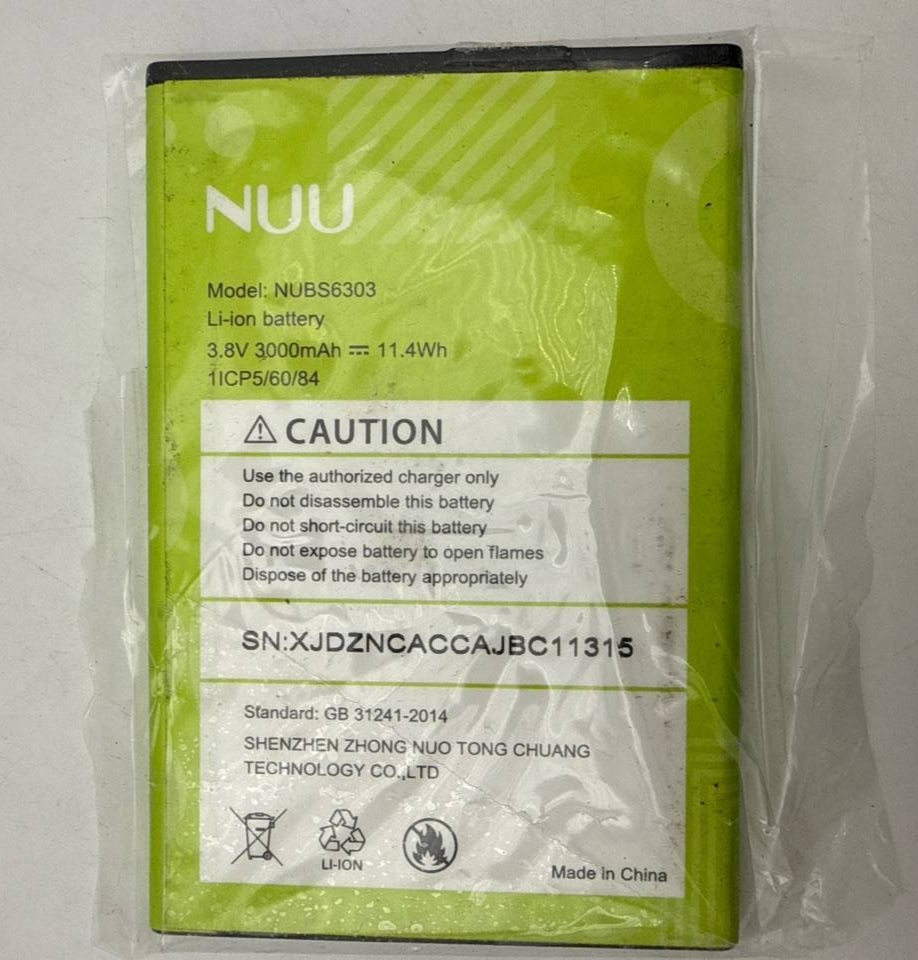 NUU
Model: NUBS6303
Li-ion battery
3.8V 3000mAh ⎓ 11.4Wh
1ICP5/60/84
⚠ CAUTION
Use the authorized charger only
Do not disassemble this battery
Do not short-circuit this battery
Do not expose battery to open flames
Dispose of the battery appropriately
SN:XJDZNCACCAJBC11315
Standard: GB 31241-2014
SHENZHEN ZHONG NUO TONG CHUANG
TECHNOLOGY CO.,LTD
LI-ION
Made in China